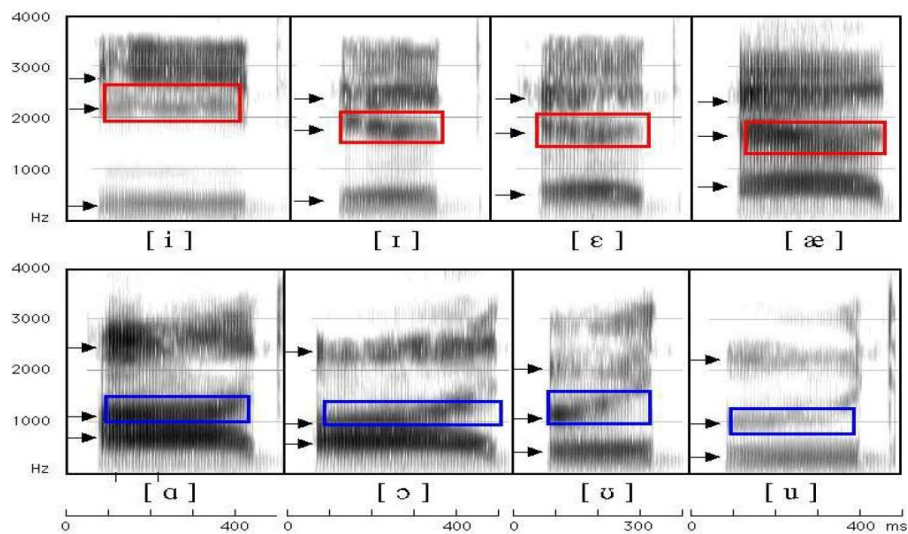 4000
3000
2000
1000
Hz
[ i ] [ ɪ ] [ ɛ ] [ æ ]
4000
3000
2000
1000
Hz
[ ɑ ] [ ɔ ] [ ʊ ] [ u ]
0 400 0 400 0 300 0 400 ms